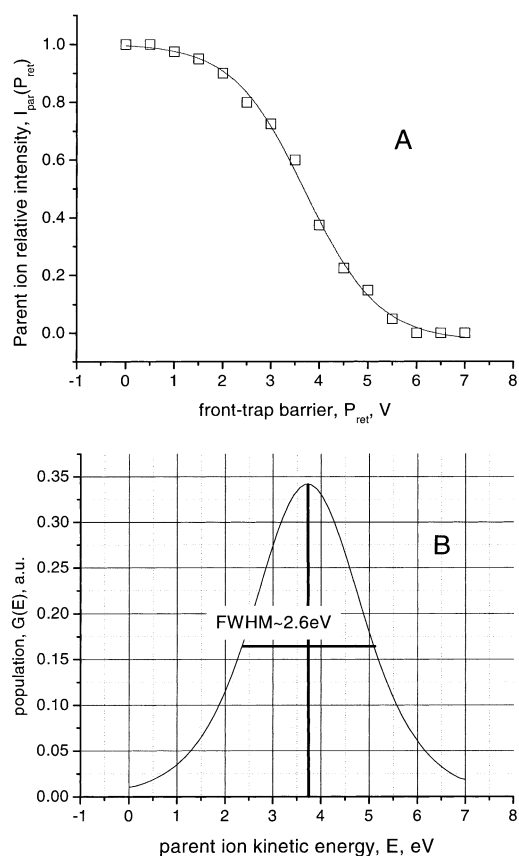 1.0
0.8
0.6
0.4
0.2
0.0
Parent ion relative intensity, I_par(P_ret)
A
-1 0 1 2 3 4 5 6 7 8
front-trap barrier, P_ret, V
0.35
0.30
0.25
0.20
0.15
0.10
0.05
0.00
population, G(E), a.u.
B
FWHM~2.6eV
-1 0 1 2 3 4 5 6 7 8
parent ion kinetic energy, E, eV